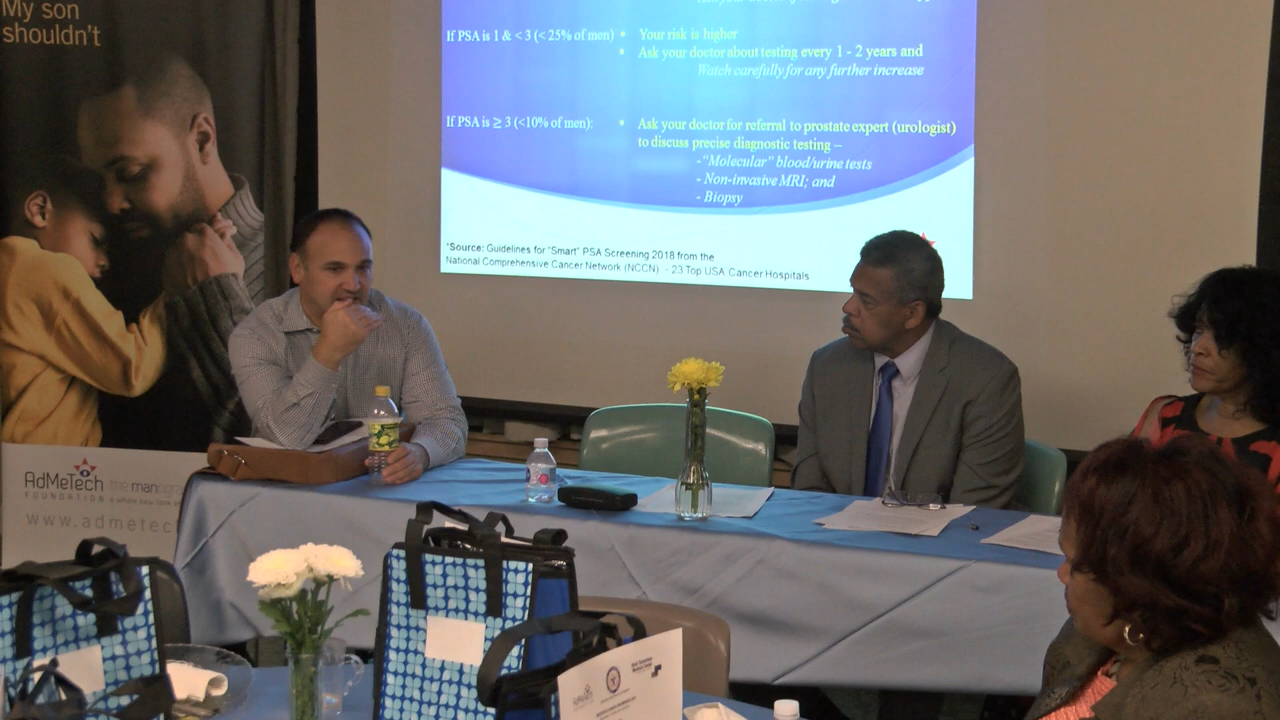 My son
shouldn't
If PSA is 1 & < 3 (< 25% of men)
• Your risk is higher
• Ask your doctor about testing every 1 - 2 years and
Watch carefully for any further increase
If PSA is ≥ 3 (<10% of men):
• Ask your doctor for referral to prostate expert (urologist)
to discuss precise diagnostic testing –
-"Molecular" blood/urine tests
- Non-invasive MRI; and
- Biopsy
*Source: Guidelines for "Smart" PSA Screening 2018 from the
National Comprehensive Cancer Network (NCCN) - 23 Top USA Cancer Hospitals
AdMeTech
FOUNDATION
the manogra
www.admetech